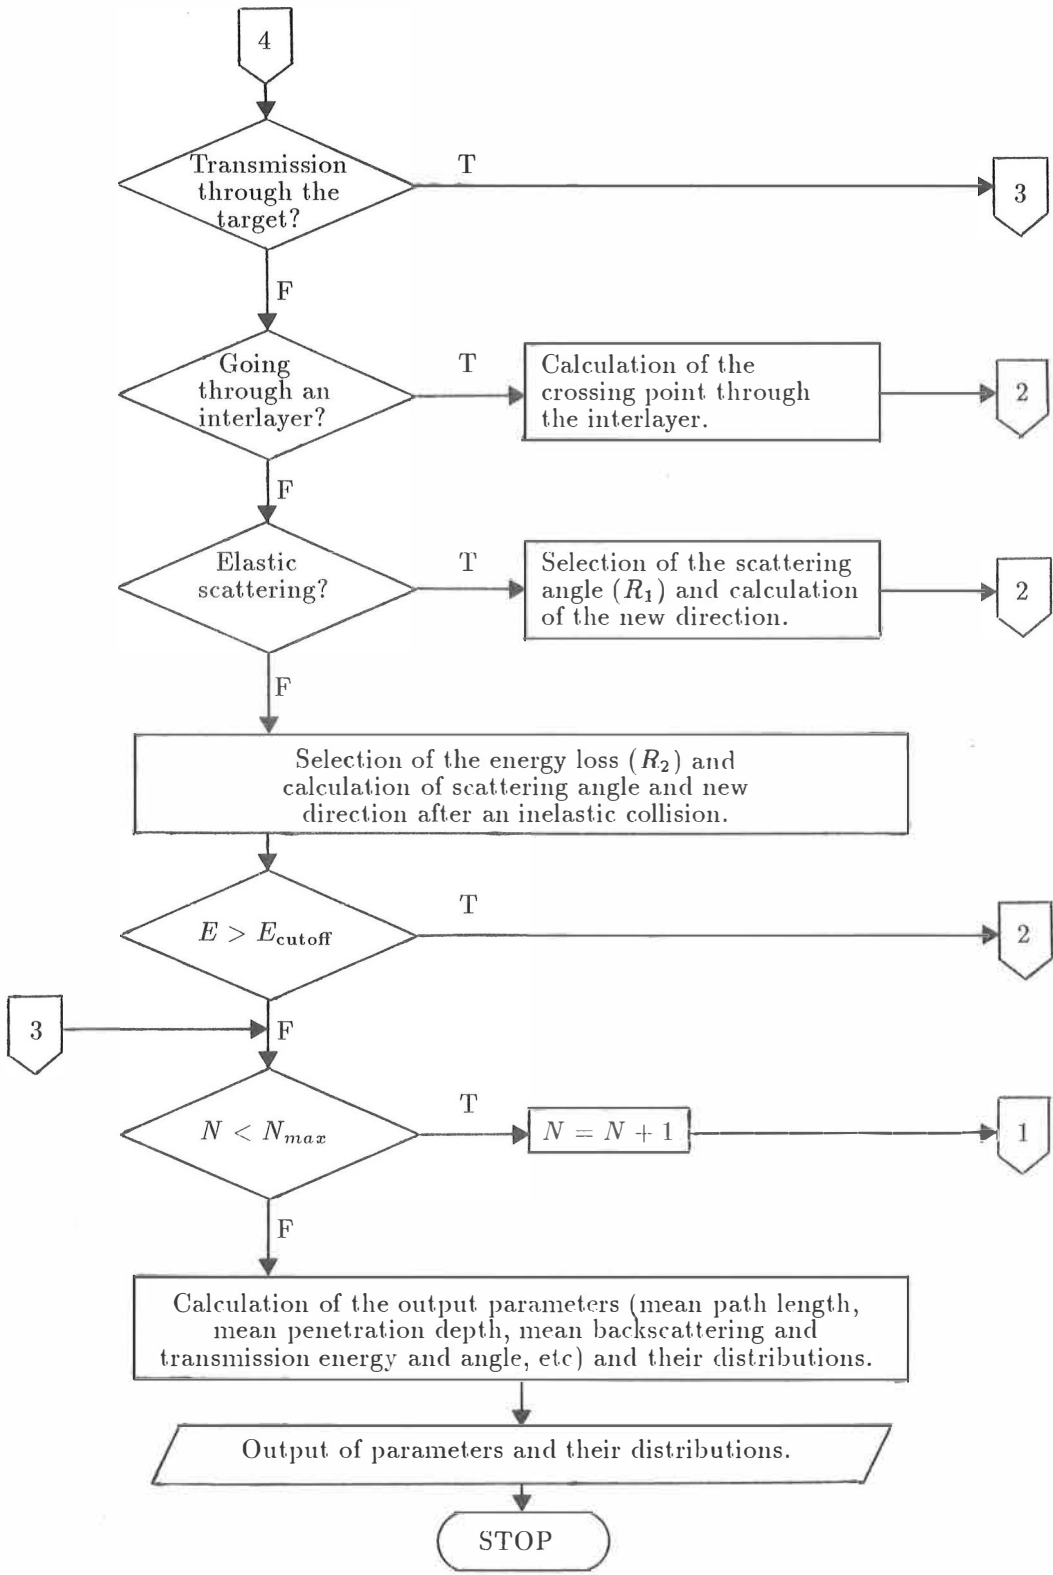 4
Transmission
through the
target?
T
3
F
Going
through an
interlayer?
T
Calculation of the
crossing point through
the interlayer.
2
F
Elastic
scattering?
T
Selection of the scattering
angle (R₁) and calculation
of the new direction.
2
F
Selection of the energy loss (R₂) and
calculation of scattering angle and new
direction after an inelastic collision.
E > E_cutoff
T
2
3
F
N < N_max
T
N = N + 1
1
F
Calculation of the output parameters (mean path length,
mean penetration depth, mean backscattering and
transmission energy and angle, etc) and their distributions.
Output of parameters and their distributions.
STOP